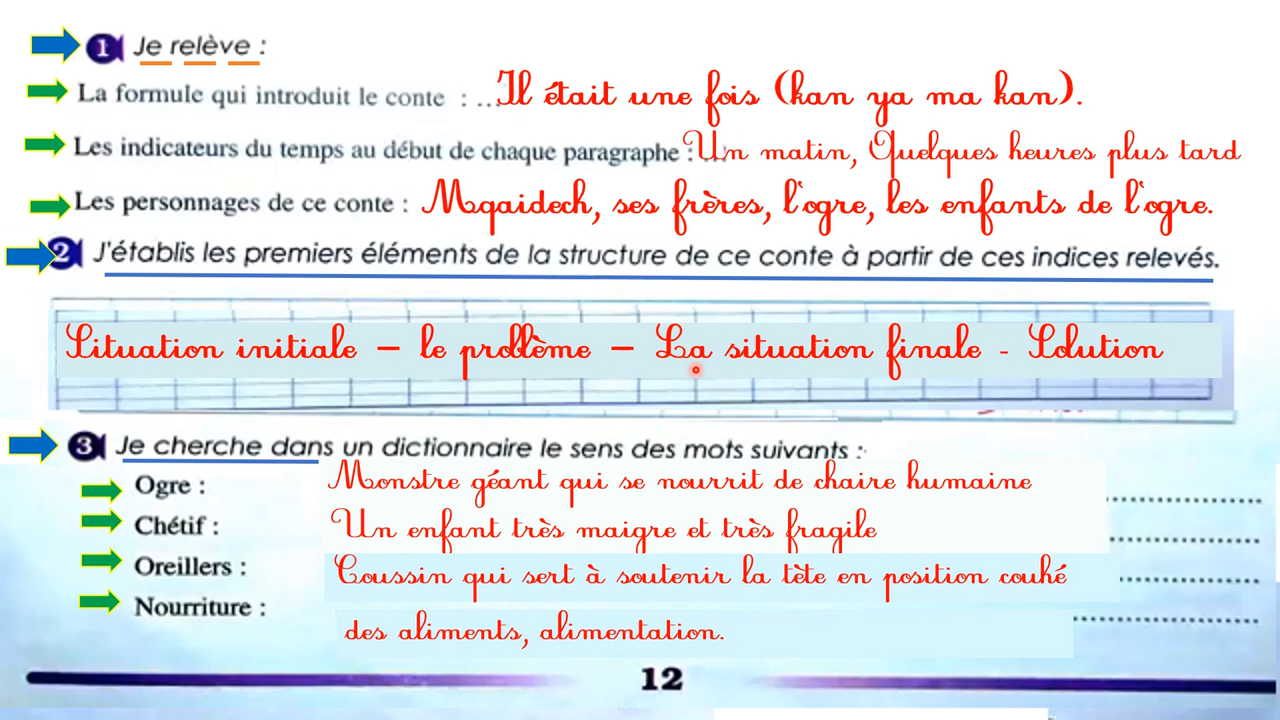 1 Je relève :
La formule qui introduit le conte : ...Il était une fois (kan ya ma kan).
Les indicateurs du temps au début de chaque paragraphe :...Un matin, Quelques heures plus tard
Les personnages de ce conte : Mqaidech, ses frères, l'ogre, les enfants de l'ogre.
2 J'établis les premiers éléments de la structure de ce conte à partir de ces indices relevés.
Situation initiale – le problème – La situation finale - Solution
3 Je cherche dans un dictionnaire le sens des mots suivants :
Ogre : Monstre géant qui se nourrit de chaire humaine
Chétif : Un enfant très maigre et très fragile
Oreillers : Coussin qui sert à soutenir la tète en position couhé
Nourriture : des aliments, alimentation.
12